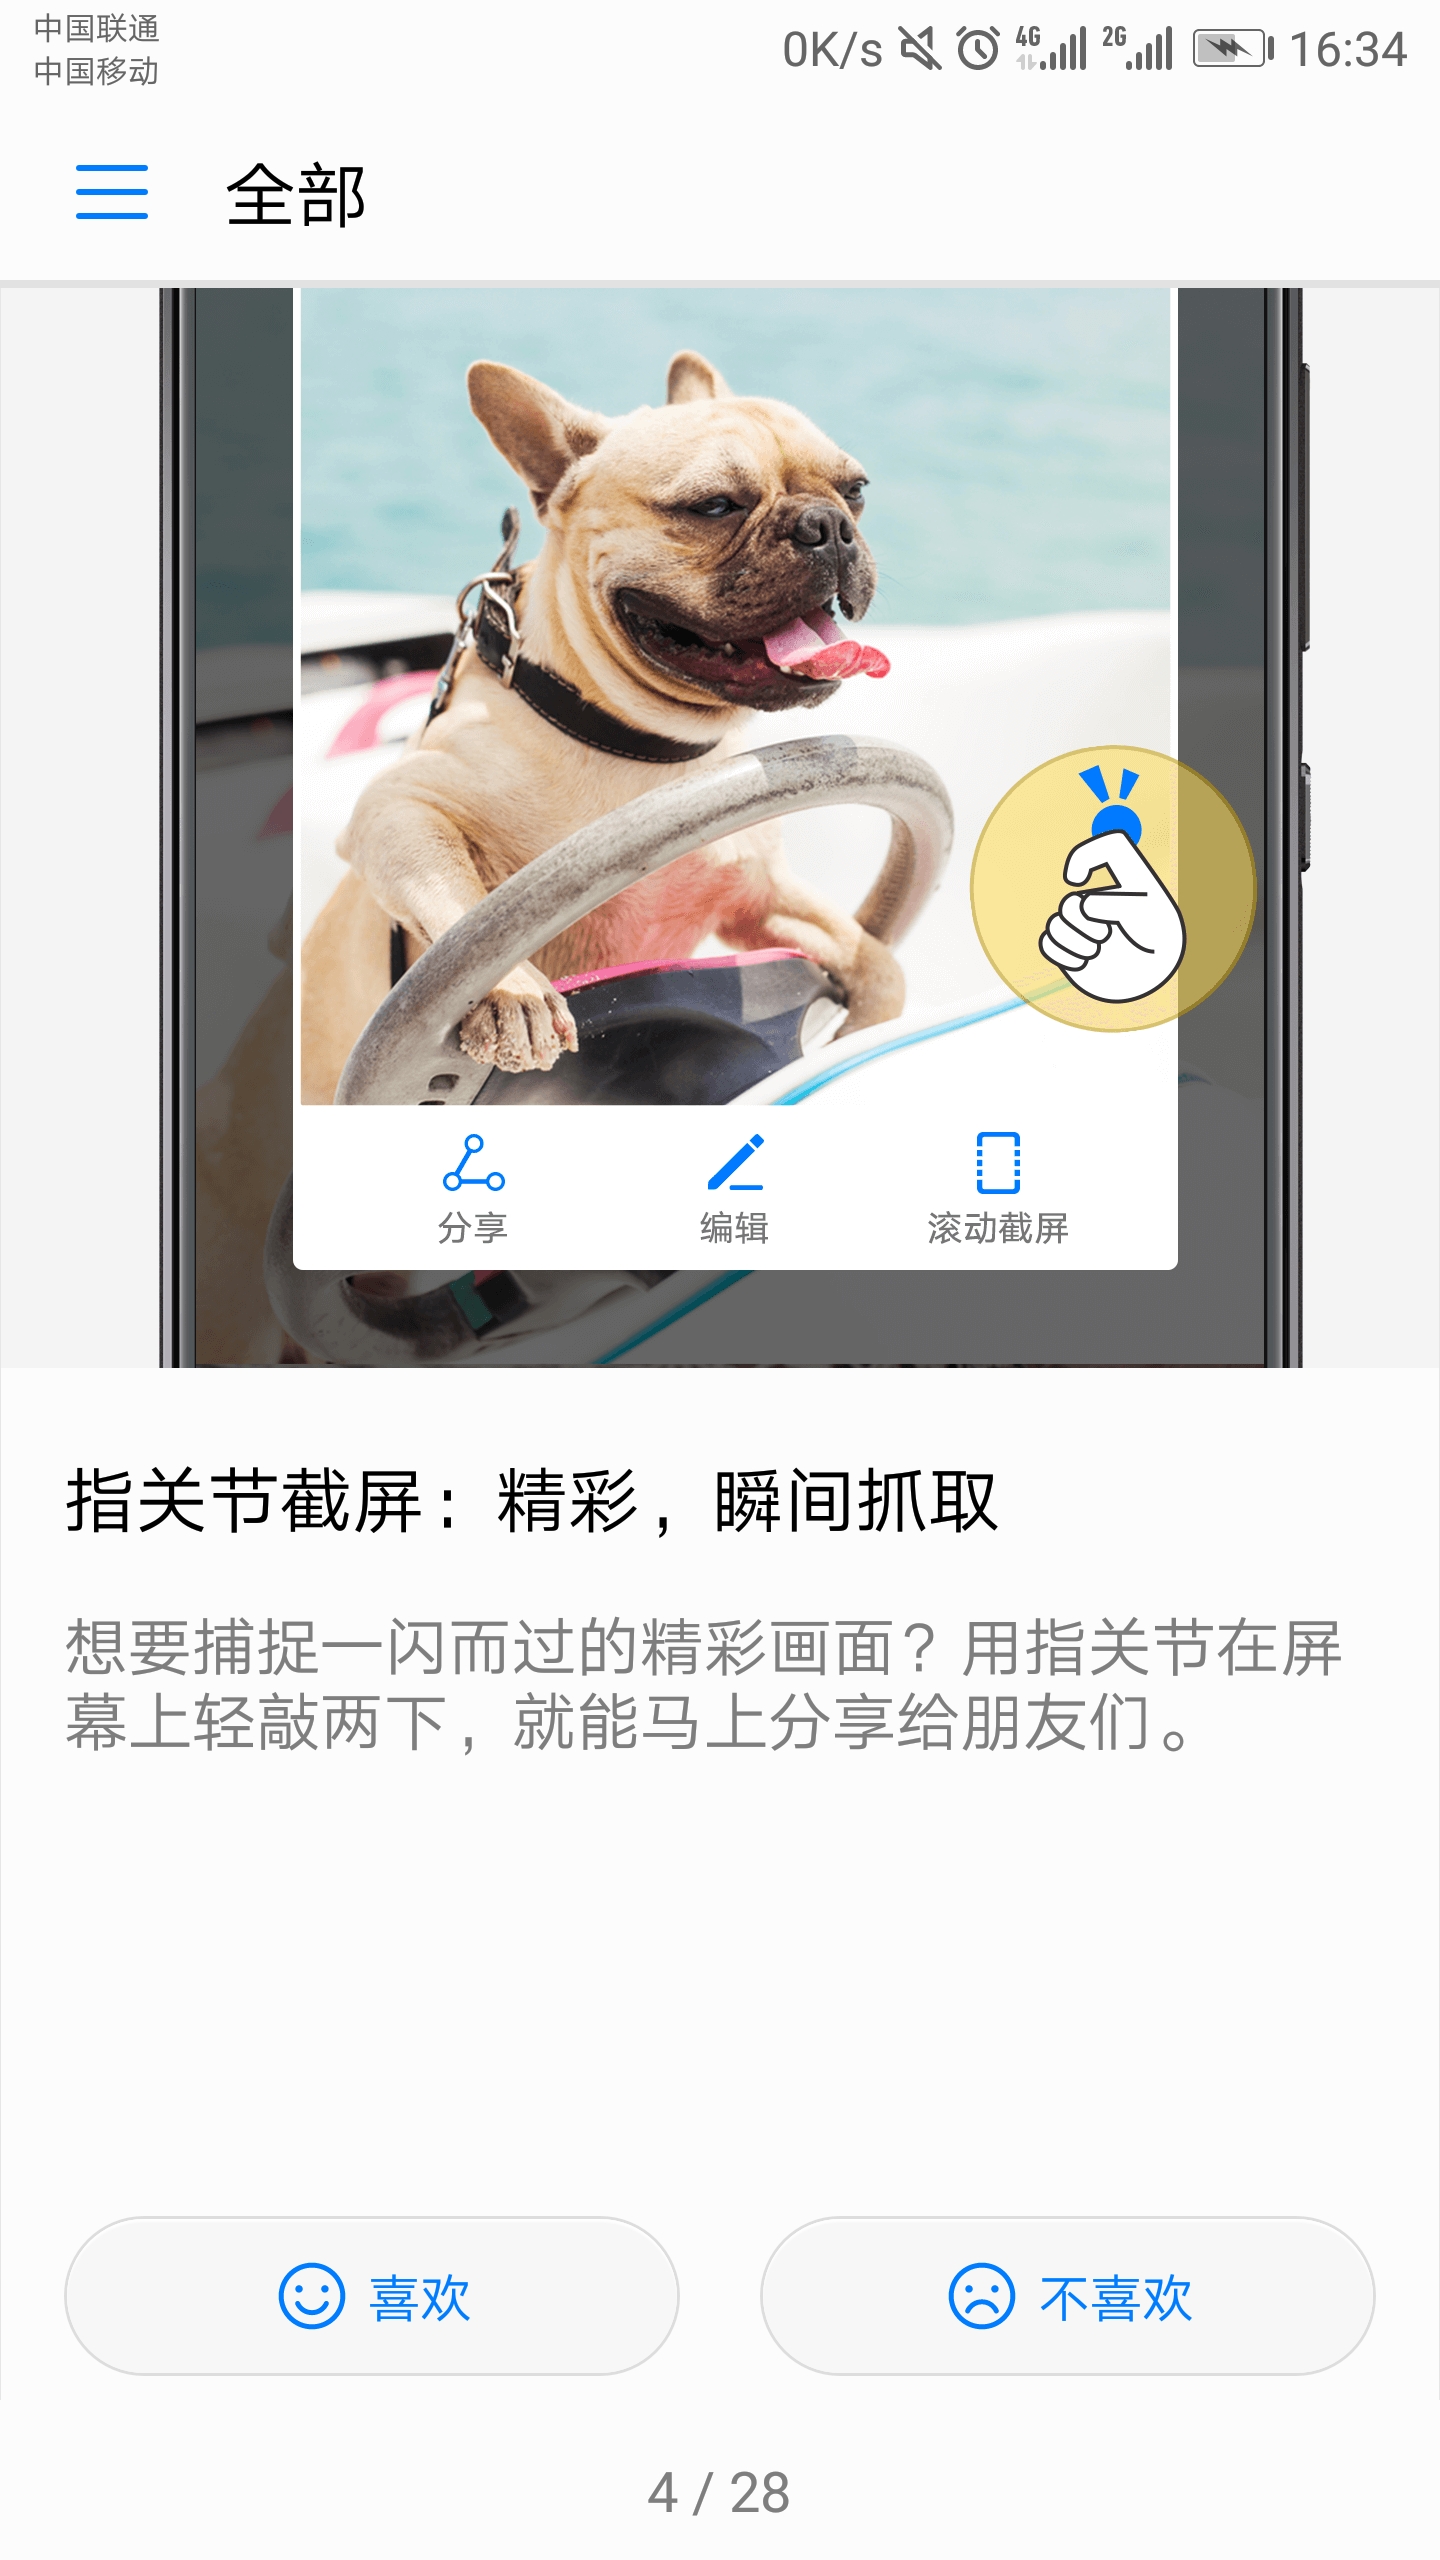 中国联通
中国移动
0K/s 4G 2G 16:34
全部
分享 编辑 滚动截屏
指关节截屏：精彩，瞬间抓取
想要捕捉一闪而过的精彩画面？用指关节在屏
幕上轻敲两下，就能马上分享给朋友们。
喜欢 不喜欢
4 / 28